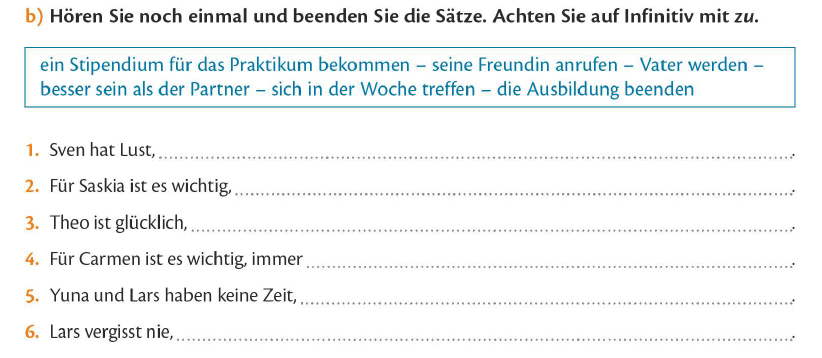 b) Hören Sie noch einmal und beenden Sie die Sätze. Achten Sie auf Infinitiv mit zu.
ein Stipendium für das Praktikum bekommen – seine Freundin anrufen – Vater werden –
besser sein als der Partner – sich in der Woche treffen – die Ausbildung beenden
1. Sven hat Lust, .
2. Für Saskia ist es wichtig, .
3. Theo ist glücklich, .
4. Für Carmen ist es wichtig, immer .
5. Yuna und Lars haben keine Zeit, .
6. Lars vergisst nie, .